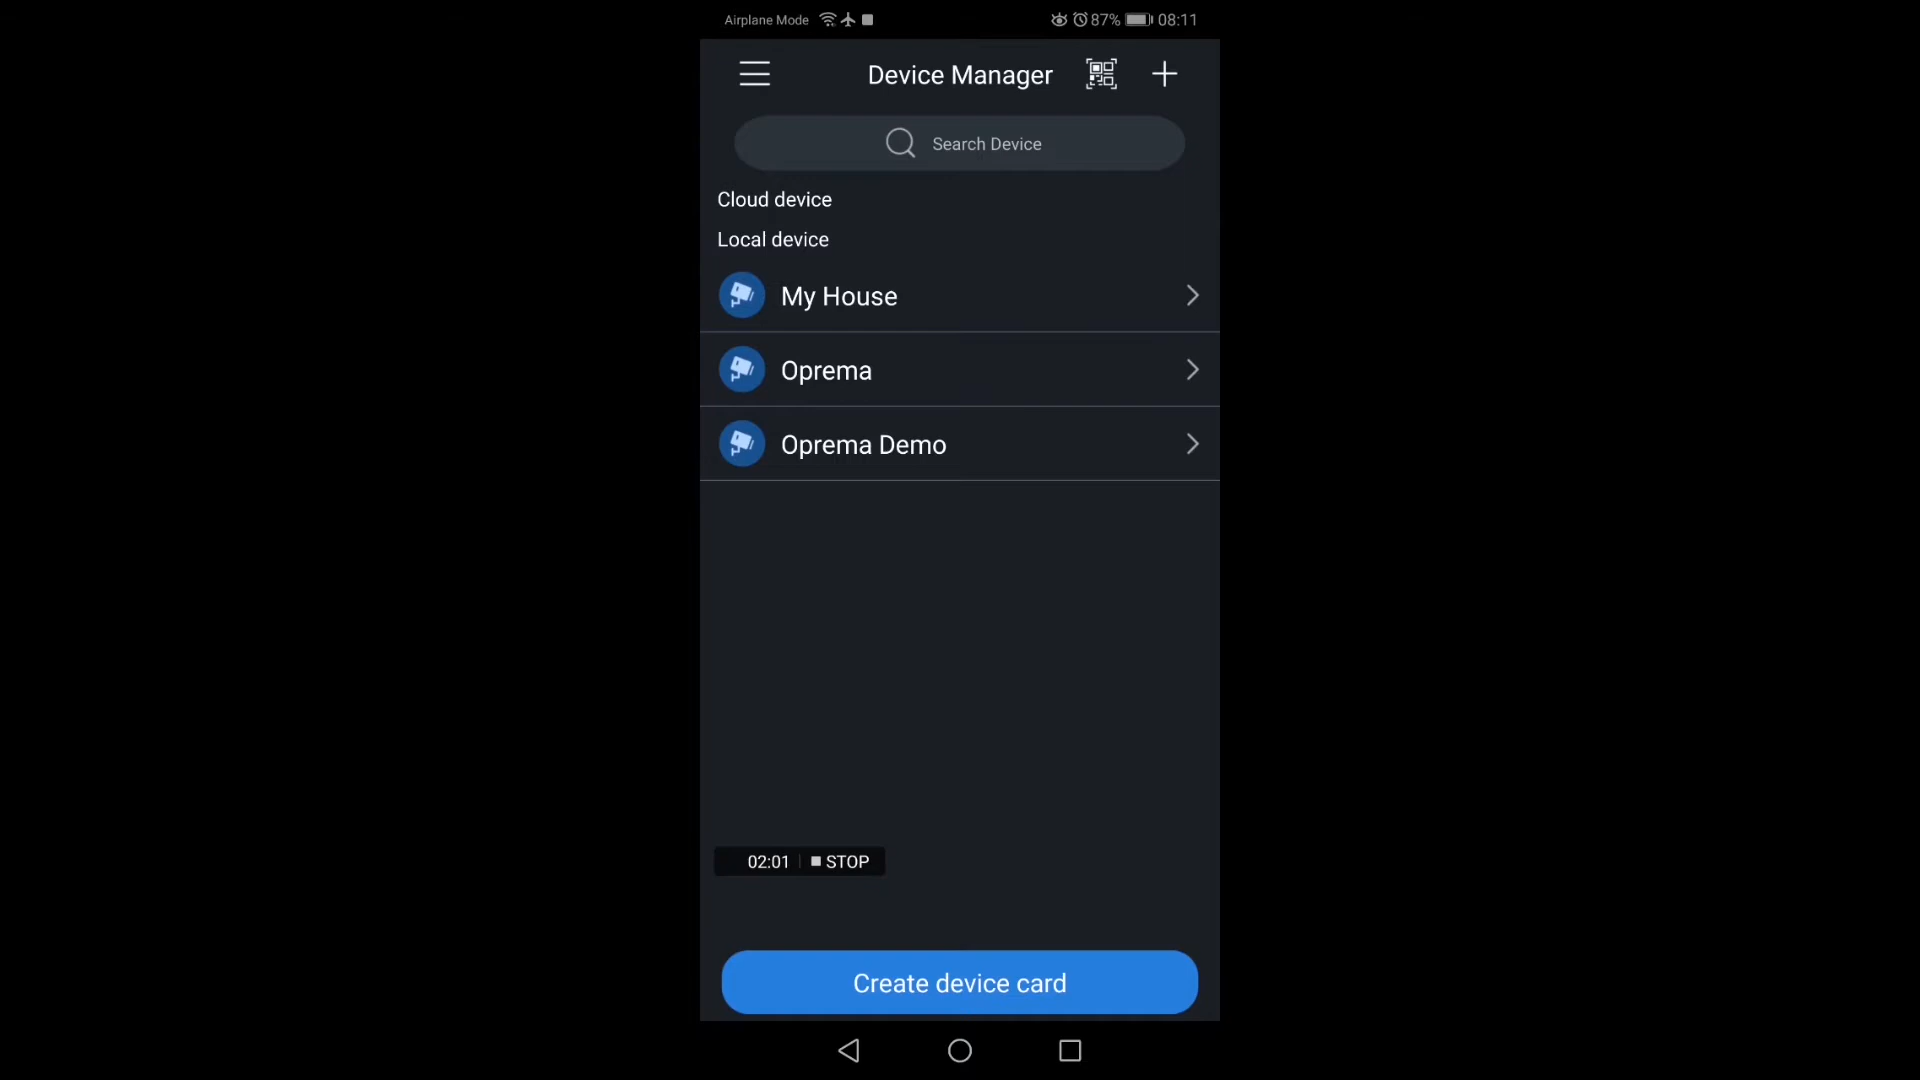 Airplane Mode 87% 08:11
Device Manager
Search Device
Cloud device
Local device
My House
Oprema
Oprema Demo
02:01 STOP
Create device card